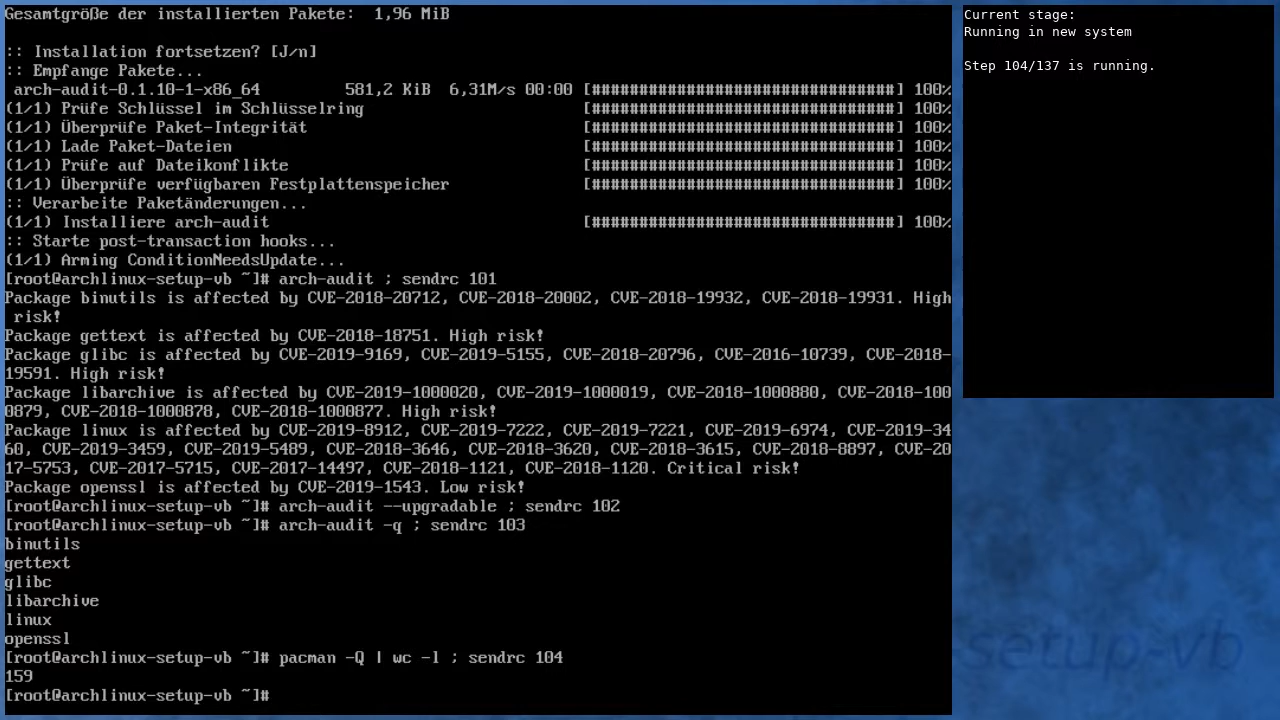 Gesamtgröße der installierten Pakete:  1,96 MiB
:: Installation fortsetzen? [J/n]
:: Empfange Pakete...
arch-audit-0.1.10-1-x86_64         581,2 KiB  6,31M/s 00:00 [################################] 100%
(1/1) Prüfe Schlüssel im Schlüsselring                       [################################] 100%
(1/1) Überprüfe Paket-Integrität                             [################################] 100%
(1/1) Lade Paket-Dateien                                     [################################] 100%
(1/1) Prüfe auf Dateikonflikte                               [################################] 100%
(1/1) Überprüfe verfügbaren Festplattenspeicher              [################################] 100%
:: Verarbeite Paketänderungen...
(1/1) Installiere arch-audit                                 [################################] 100%
:: Starte post-transaction hooks...
(1/1) Arming ConditionNeedsUpdate...
[root@archlinux-setup-vb ~]# arch-audit ; sendrc 101
Package binutils is affected by CVE-2018-20712, CVE-2018-20002, CVE-2018-19932, CVE-2018-19931. High
 risk!
Package gettext is affected by CVE-2018-18751. High risk!
Package glibc is affected by CVE-2019-9169, CVE-2019-5155, CVE-2018-20796, CVE-2016-10739, CVE-2018-
19591. High risk!
Package libarchive is affected by CVE-2019-1000020, CVE-2019-1000019, CVE-2018-1000880, CVE-2018-100
0879, CVE-2018-1000878, CVE-2018-1000877. High risk!
Package linux is affected by CVE-2019-8912, CVE-2019-7222, CVE-2019-7221, CVE-2019-6974, CVE-2019-34
60, CVE-2019-3459, CVE-2019-5489, CVE-2018-3646, CVE-2018-3620, CVE-2018-3615, CVE-2018-8897, CVE-20
17-5753, CVE-2017-5715, CVE-2017-14497, CVE-2018-1121, CVE-2018-1120. Critical risk!
Package openssl is affected by CVE-2019-1543. Low risk!
[root@archlinux-setup-vb ~]# arch-audit --upgradable ; sendrc 102
[root@archlinux-setup-vb ~]# arch-audit -q ; sendrc 103
binutils
gettext
glibc
libarchive
linux
openssl
[root@archlinux-setup-vb ~]# pacman -Q | wc -l ; sendrc 104
159
[root@archlinux-setup-vb ~]#
Current stage:
Running in new system
Step 104/137 is running.
setup-vb